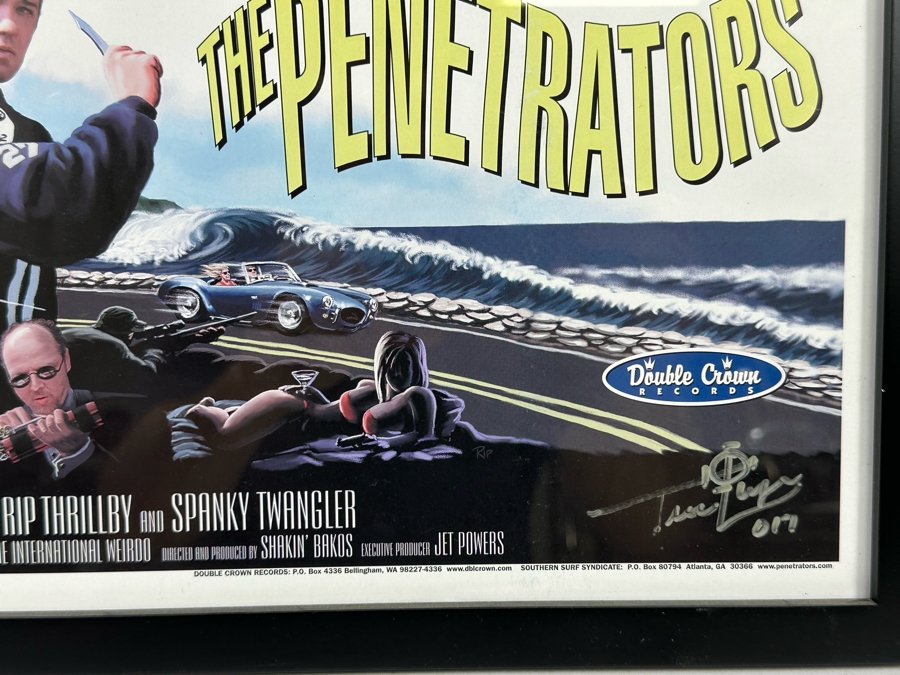 THE PENETRATORS
Double Crown
RECORDS
RIP
RIP THRILLBY AND SPANKY TWANGLER
INTERNATIONAL WEIRDO DIRECTED AND PRODUCED BY SHAKIN' BAKOS EXECUTIVE PRODUCER JET POWERS
017
DOUBLE CROWN RECORDS: P.O. Box 4336 Bellingham, WA 98227-4336 www.dblcrown.com SOUTHERN SURF SYNDICATE: P.O. Box 80794 Atlanta, GA 30366 www.penetrators.com